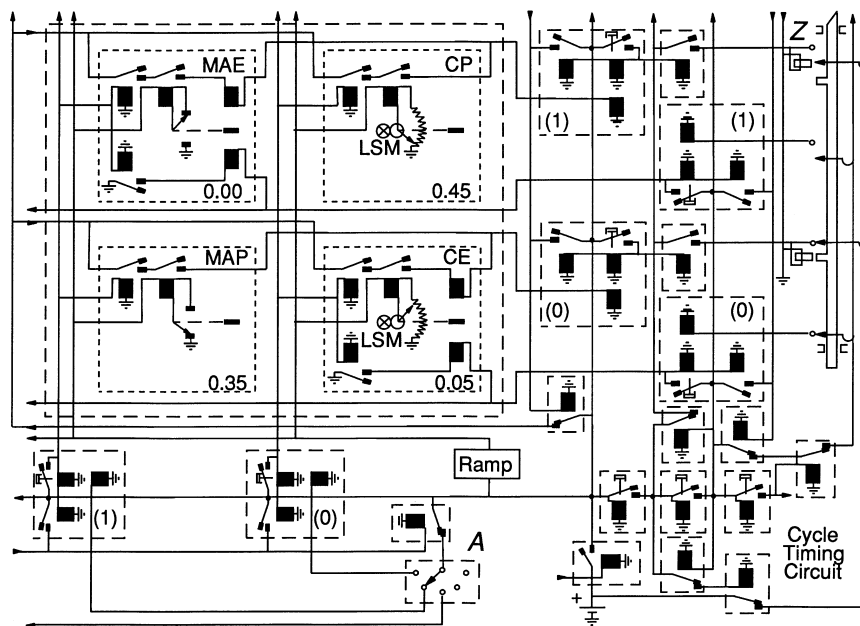 MAE
CP
Z
(1)
(1)
LSM
0.00
0.45
MAP
CE
(0)
(0)
LSM
0.35
0.05
Ramp
(1)
(0)
A
Cycle
Timing
Circuit
+